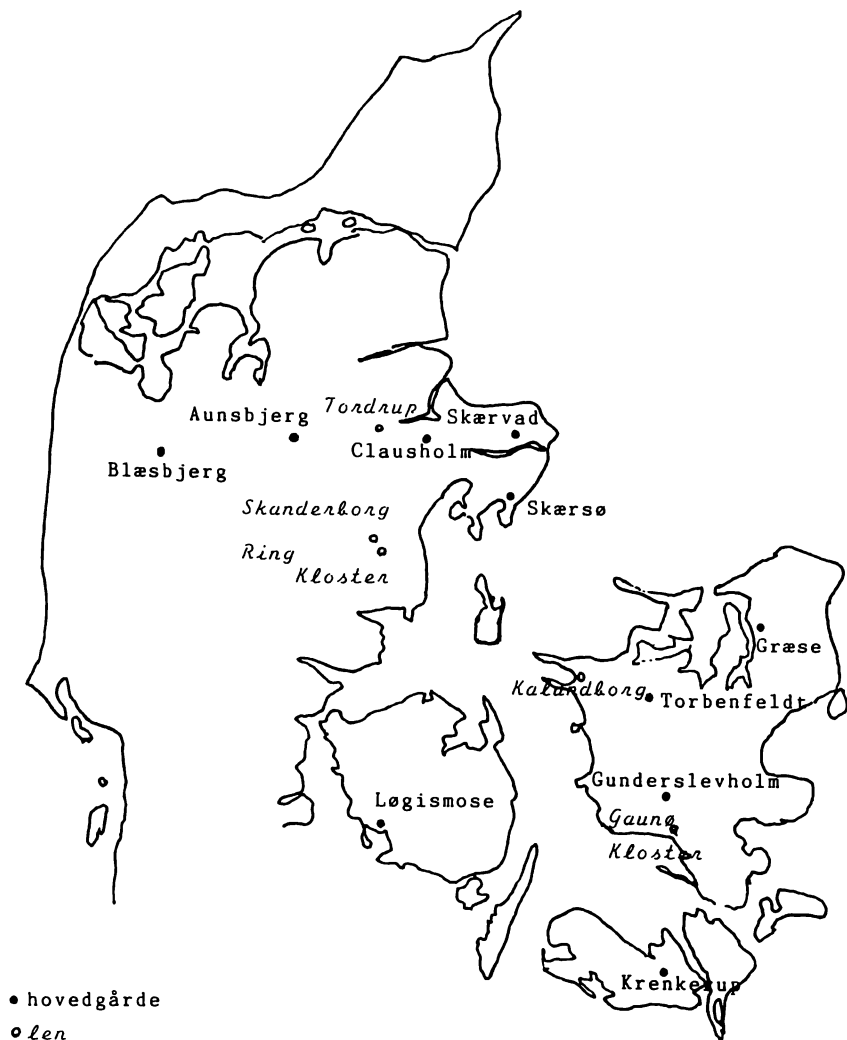 Tordrup
Aunsbjerg
Skærvad
Clausholm
Blæsbjerg
Skanderborg
Skærsø
Ring
Kloster
Græse
Kalundborg
Torbenfeldt
Gunderslevholm
Løgismose
Gaunø
Kloster
Krenkerup
hovedgårde
len